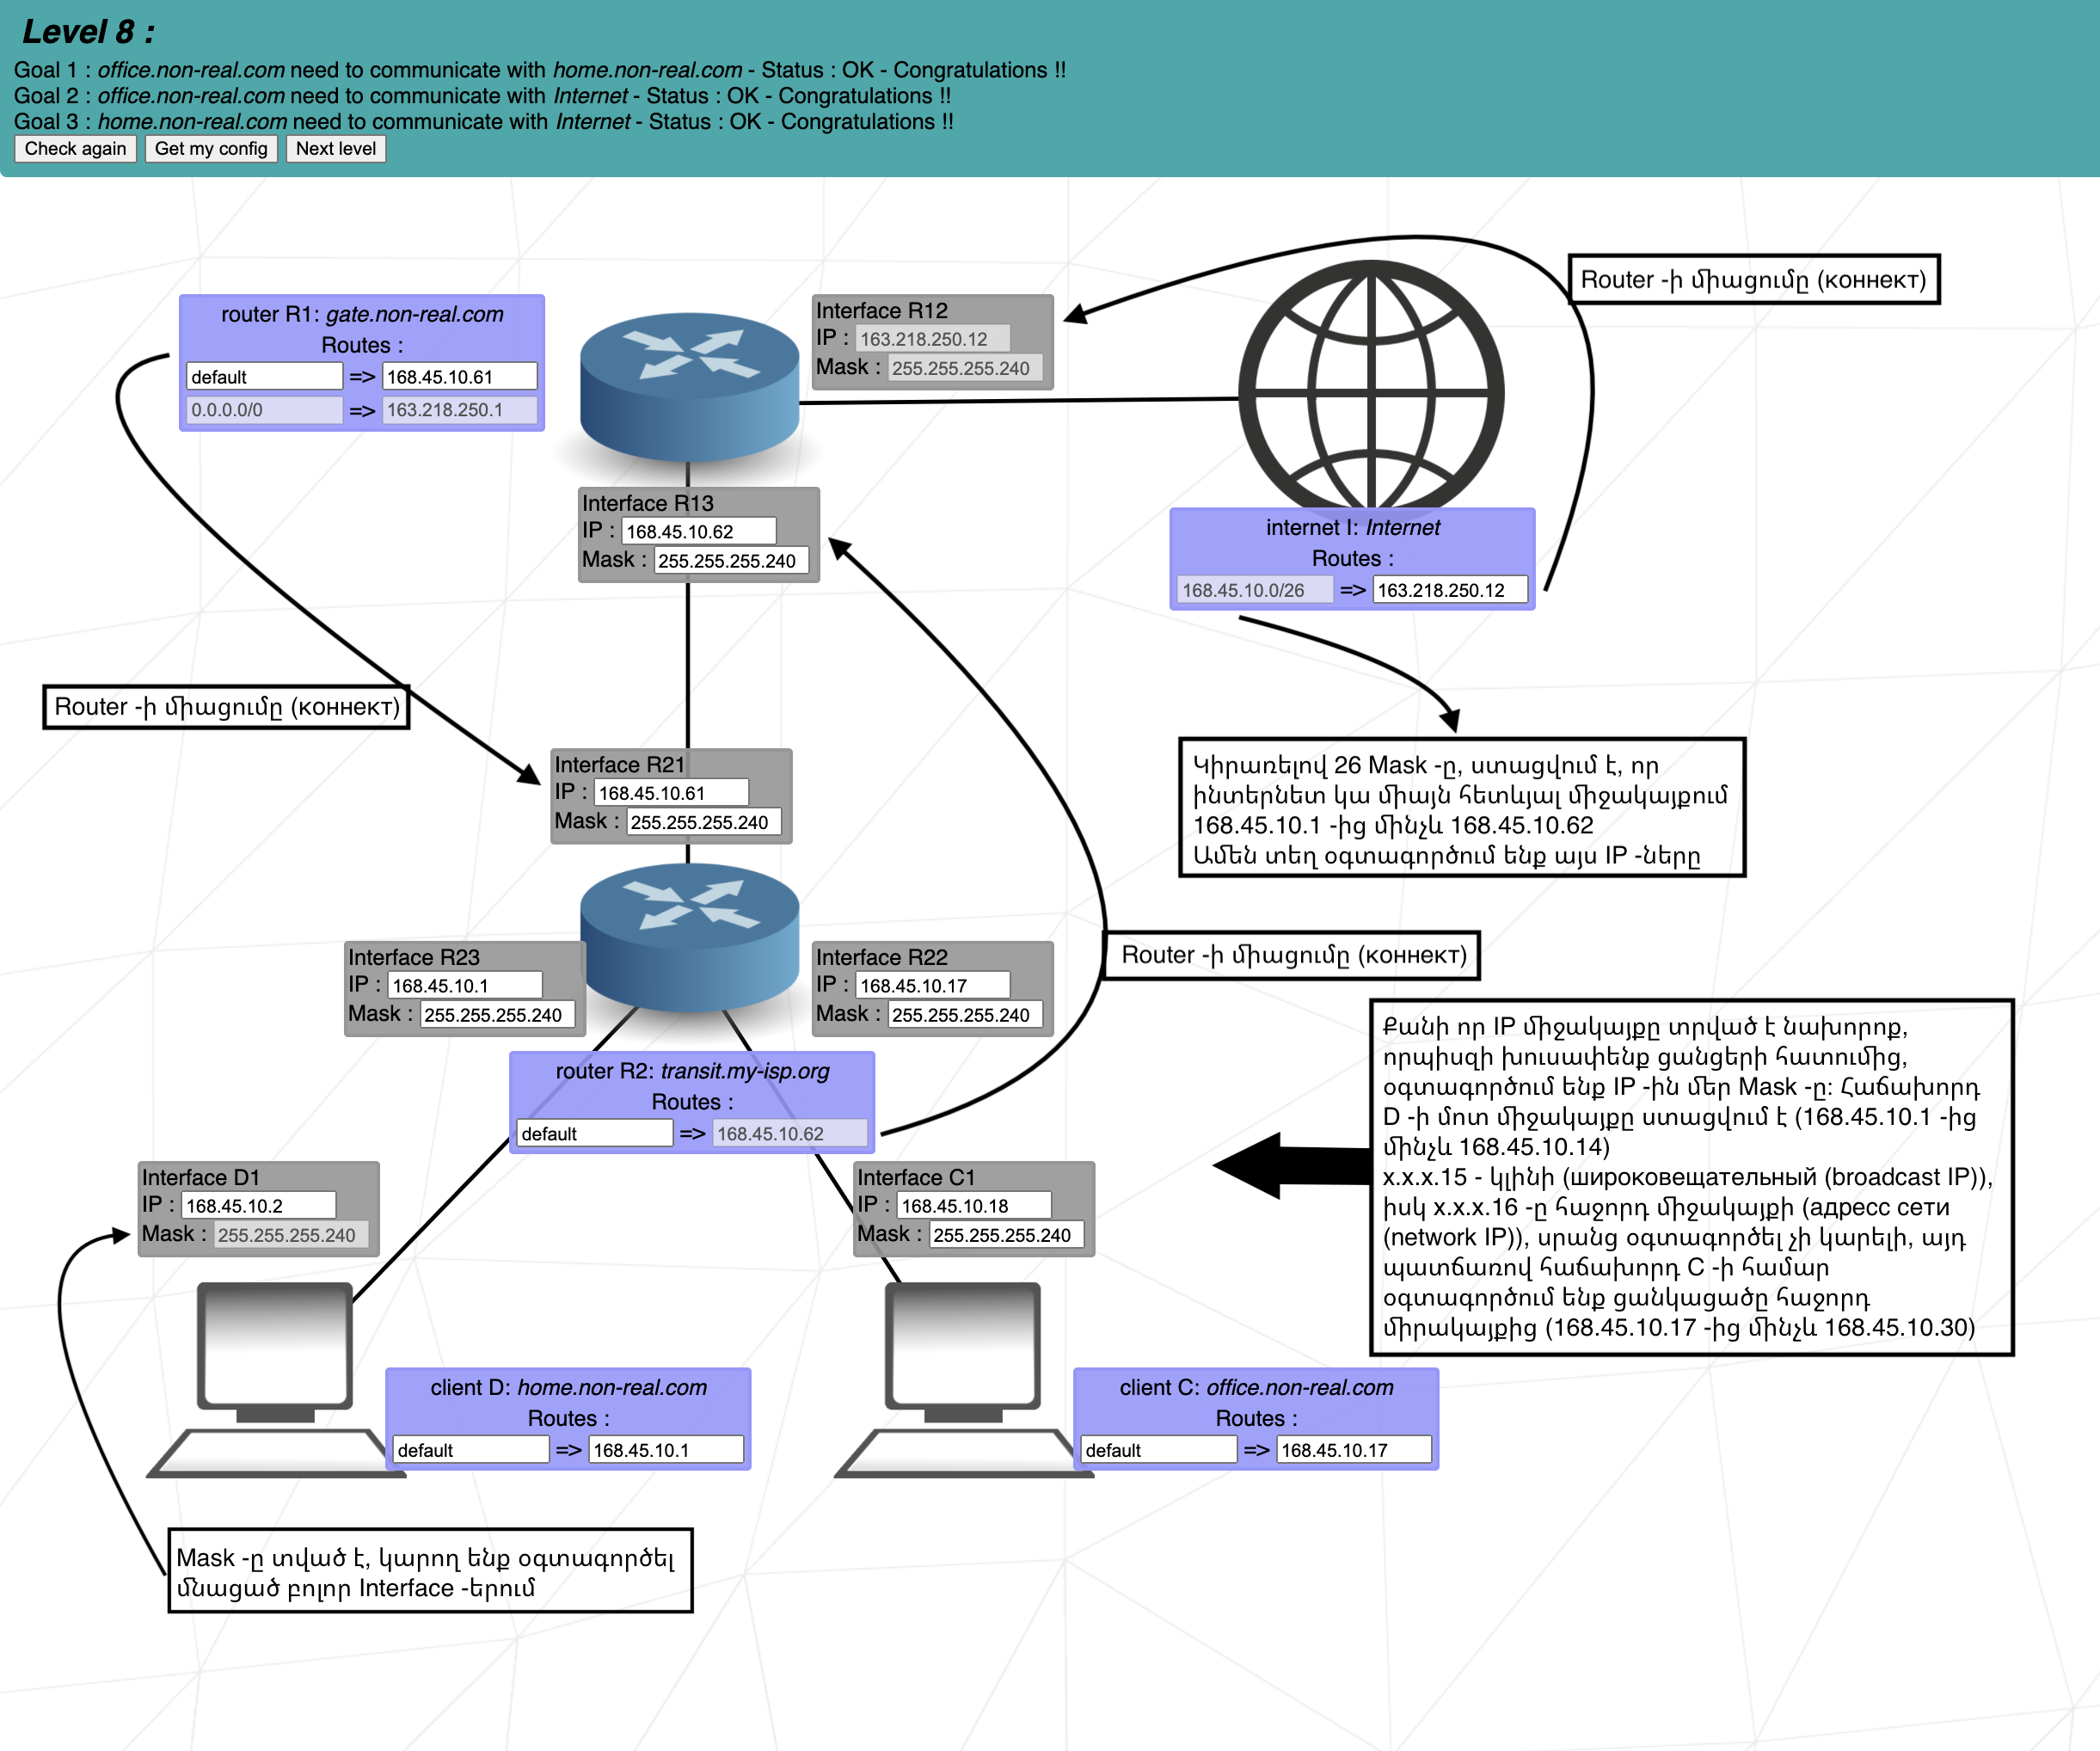 Level 8 :
Goal 1 : office.non-real.com need to communicate with home.non-real.com - Status : OK - Congratulations !!
Goal 2 : office.non-real.com need to communicate with Internet - Status : OK - Congratulations !!
Goal 3 : home.non-real.com need to communicate with Internet - Status : OK - Congratulations !!
Check again Get my config Next level
Router -ի միացումը (коннект)
router R1: gate.non-real.com
Routes :
default => 168.45.10.61
0.0.0.0/0 => 163.218.250.1
Interface R12
IP : 163.218.250.12
Mask : 255.255.255.240
Interface R13
IP : 168.45.10.62
Mask : 255.255.255.240
internet I: Internet
Routes :
168.45.10.0/26 => 163.218.250.12
Router -ի միացումը (коннект)
Interface R21
IP : 168.45.10.61
Mask : 255.255.255.240
Կիրառելով 26 Mask -ը, ստացվում է, որ
ինտերնետ կա միայն հետևյալ միջակայքում
168.45.10.1 -ից մինչև 168.45.10.62
Ամեն տեղ օգտագործում ենք այս IP -ները
Interface R23
IP : 168.45.10.1
Mask : 255.255.255.240
Interface R22
IP : 168.45.10.17
Mask : 255.255.255.240
Router -ի միացումը (коннект)
router R2: transit.my-isp.org
Routes :
default => 168.45.10.62
Քանի որ IP միջակայքը տրված է նախորոք,
որպիսզի խուսափենք ցանցերի հատումից,
օգտագործում ենք IP -ին մեր Mask -ը: Հաճախորդ
D -ի մոտ միջակայքը ստացվում է (168.45.10.1 -ից
մինչև 168.45.10.14)
x.x.x.15 - կլինի (широковещательный (broadcast IP)),
իսկ x.x.x.16 -ը հաջորդ միջակայքի (адресс сети
(network IP)), սրանց օգտագործել չի կարելի, այդ
պատճառով հաճախորդ C -ի համար
օգտագործում ենք ցանկացածը հաջորդ
միրակայքից (168.45.10.17 -ից մինչև 168.45.10.30)
Interface D1
IP : 168.45.10.2
Mask : 255.255.255.240
Interface C1
IP : 168.45.10.18
Mask : 255.255.255.240
client D: home.non-real.com
Routes :
default => 168.45.10.1
client C: office.non-real.com
Routes :
default => 168.45.10.17
Mask -ը տված է, կարող ենք օգտագործել
մնացած բոլոր Interface -երում